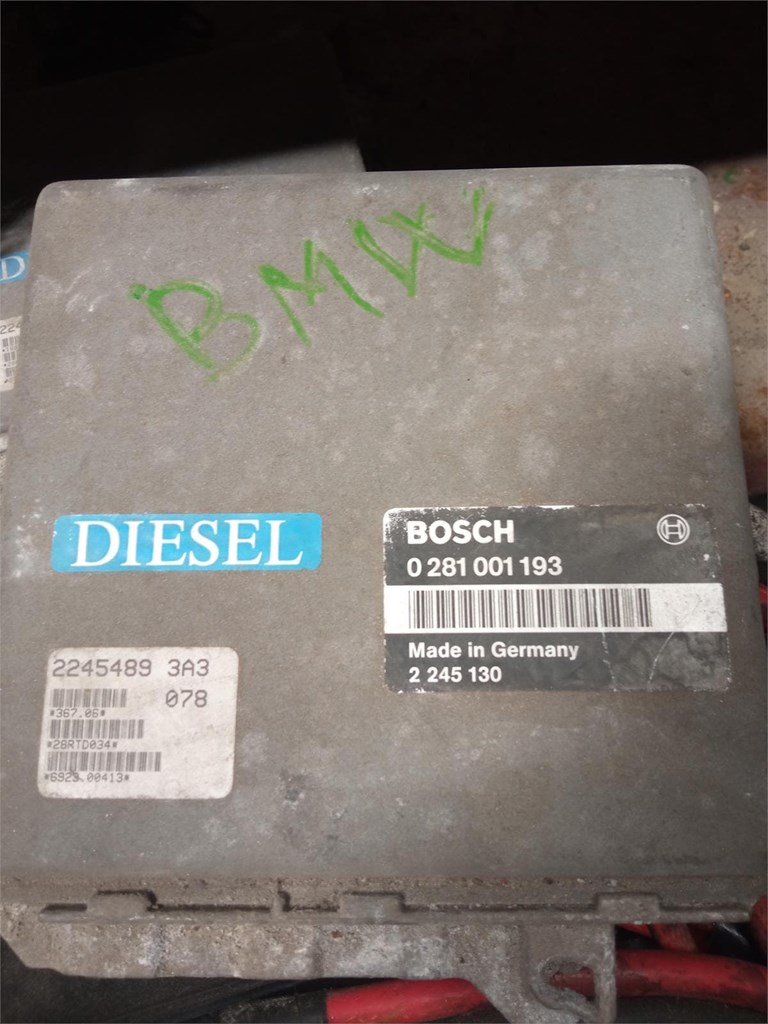 BMW
D
DIESEL
BOSCH
0 281 001 193
Made in Germany
2 245 130
2245489 3A3
078
*367.06*
*28RTD034*
*6923 00413*